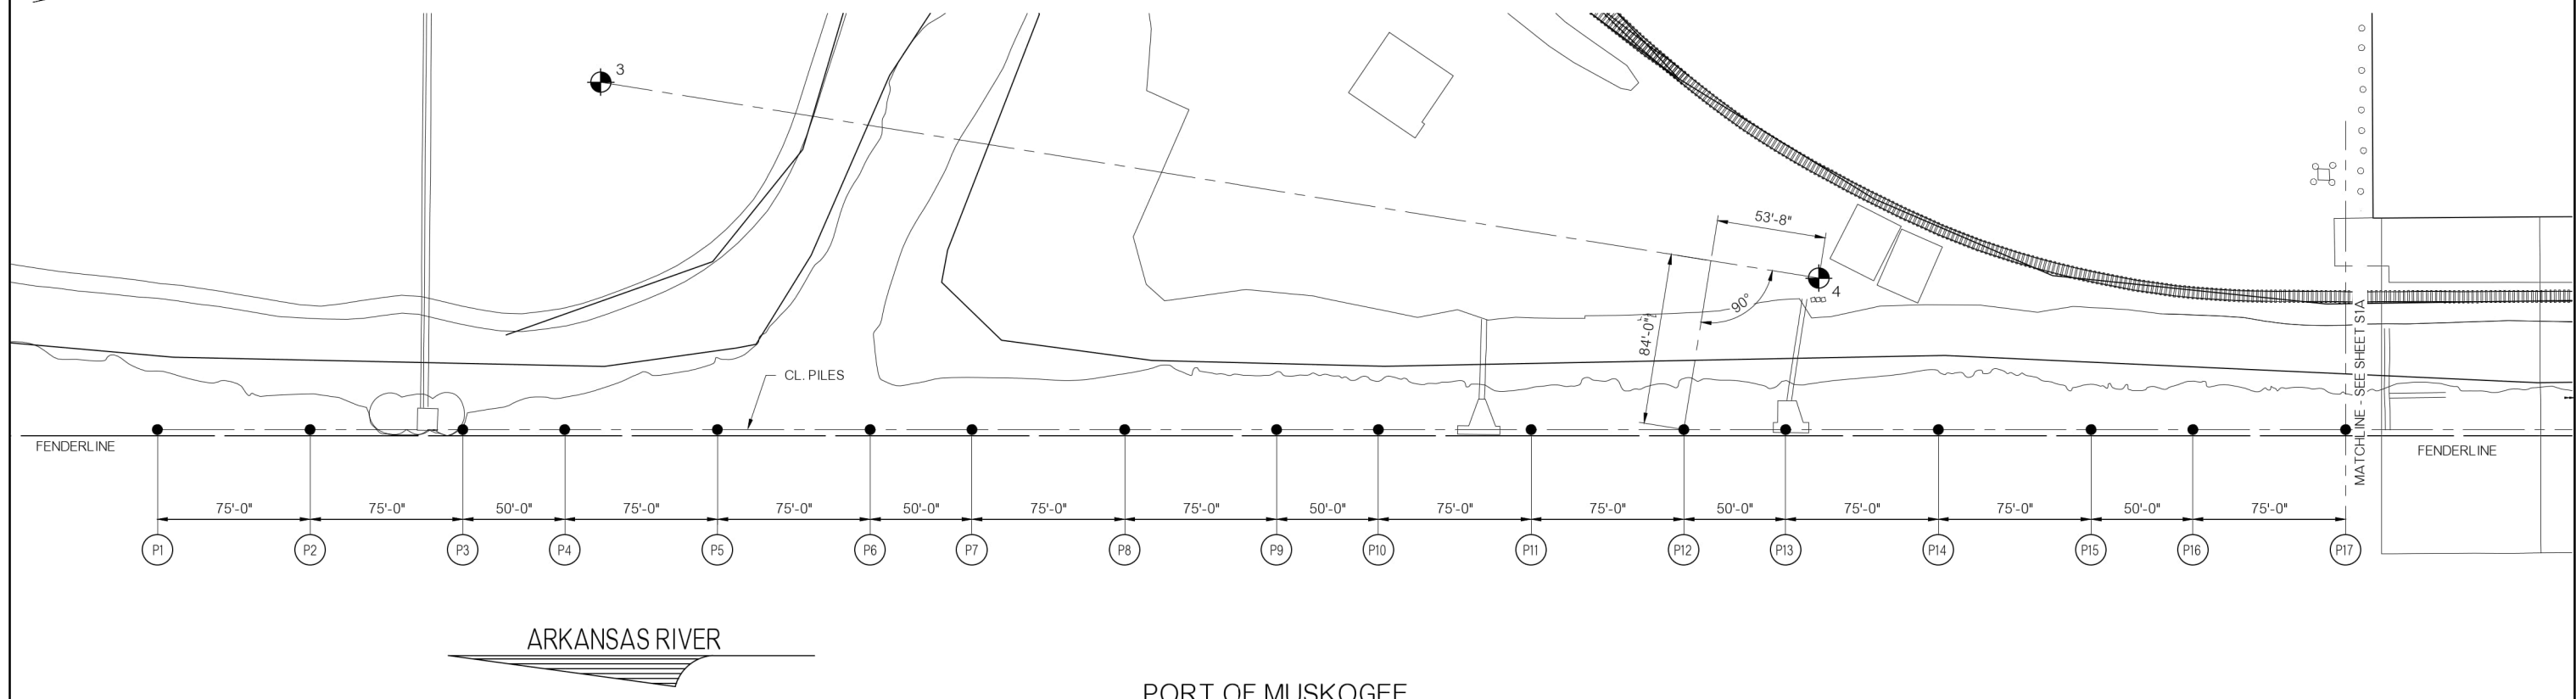 3
53'-8"
90°
4
84'-0"
CL. PILES
MATCHLINE - SEE SHEET S1A
FENDERLINE
FENDERLINE
75'-0" 75'-0" 50'-0" 75'-0" 75'-0" 50'-0" 75'-0" 75'-0" 50'-0" 75'-0" 75'-0" 50'-0" 75'-0" 75'-0" 50'-0" 75'-0"
P1 P2 P3 P4 P5 P6 P7 P8 P9 P10 P11 P12 P13 P14 P15 P16 P17
ARKANSAS RIVER
PORT OF MUSKOGEE